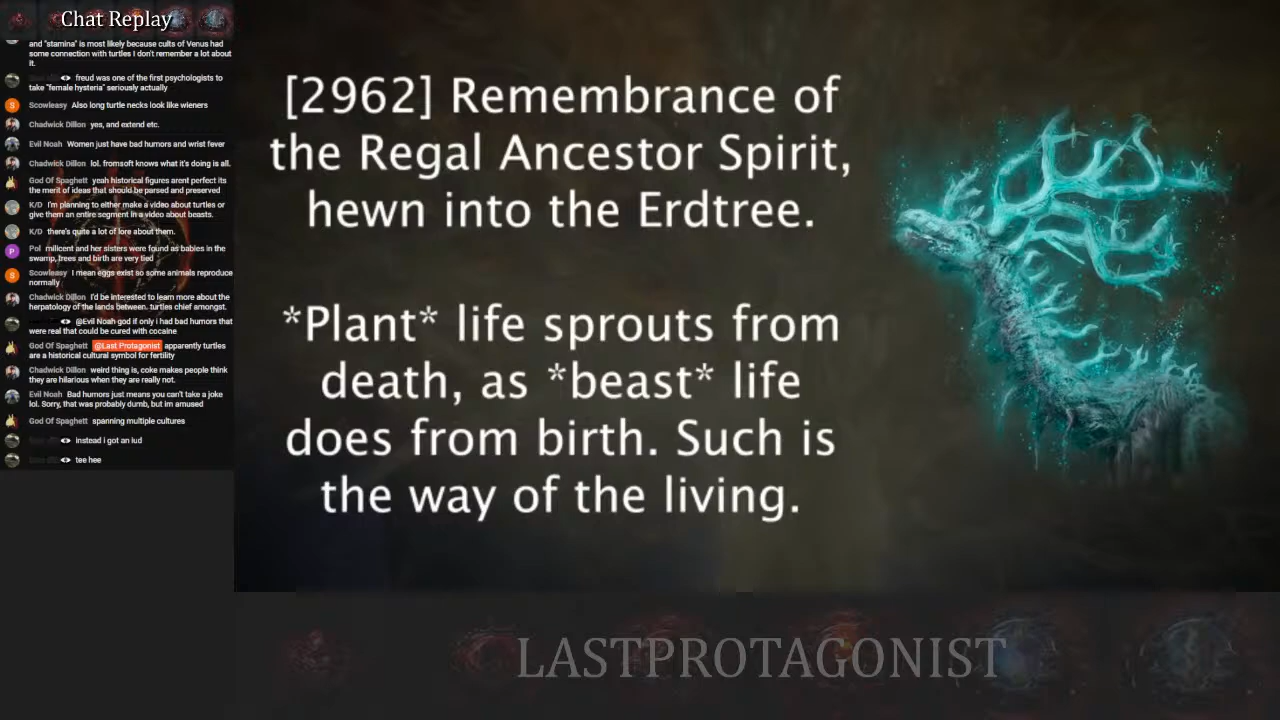 Chat Replay
and "stamina" is most likely because cults of Venus had
some connection with turtles I don't remember a lot about
it.
freud was one of the first psychologists to
take "female hysteria" seriously actually
Scowleasy Also long turtle necks look like wieners
Chadwick Dillon yes, and extend etc.
Evil Noah Women just have bad humors and wrist fever
Chadwick Dillon lol. fromsoft knows what it's doing is all.
God Of Spaghett yeah historical figures arent perfect its
the merit of ideas that should be parsed and preserved
K/D I'm planning to either make a video about turtles or
give them an entire segment in a video about beasts.
K/D there's quite a lot of lore about them.
Pol milicent and her sisters were found as babies in the
swamp, trees and birth are very tied
Scowleasy I mean eggs exist so some animals reproduce
normally
Chadwick Dillon I'd be interested to learn more about the
herpatology of the lands between. turtles chief amongst.
@Evil Noah god if only i had bad humors that
were real that could be cured with cocaine
God Of Spaghett @Last Protagonist apparently turtles
are a historical cultural symbol for fertility
Chadwick Dillon weird thing is, coke makes people think
they are hilarious when they are really not.
Evil Noah Bad humors just means you can't take a joke
lol. Sorry, that was probably dumb, but im amused
God Of Spaghett spanning multiple cultures
instead i got an iud
tee hee
[2962] Remembrance of
the Regal Ancestor Spirit,
hewn into the Erdtree.
*Plant* life sprouts from
death, as *beast* life
does from birth. Such is
the way of the living.
LASTPROTAGONIST